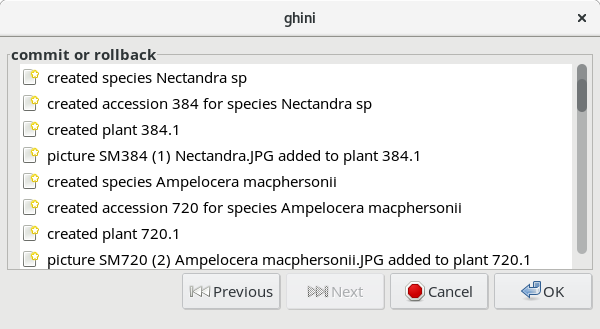 ghini
commit or rollback
created species Nectandra sp
created accession 384 for species Nectandra sp
created plant 384.1
picture SM384 (1) Nectandra.JPG added to plant 384.1
created species Ampelocera macphersonii
created accession 720 for species Ampelocera macphersonii
created plant 720.1
picture SM720 (2) Ampelocera macphersonii.JPG added to plant 720.1
Previous Next Cancel OK